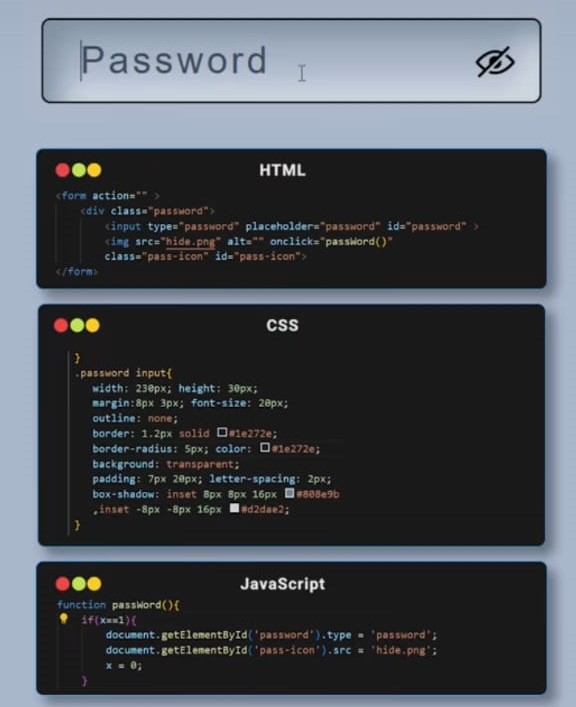 Password
HTML
<form action="" >
<div class="password">
<input type="password" placeholder="password" id="password" >
<img src="hide.png" alt="" onclick="passWord()"
class="pass-icon" id="pass-icon">
</form>
CSS
}
.password input{
width: 230px; height: 30px;
margin:8px 3px; font-size: 20px;
outline: none;
border: 1.2px solid #1e272e;
border-radius: 5px; color: #1e272e;
background: transparent;
padding: 7px 20px; letter-spacing: 2px;
box-shadow: inset 8px 8px 16px #808e9b
,inset -8px -8px 16px #d2dae2;
}
JavaScript
function passWord(){
if(x==1){
document.getElementById('password').type = 'password';
document.getElementById('pass-icon').src = 'hide.png';
x = 0;
}